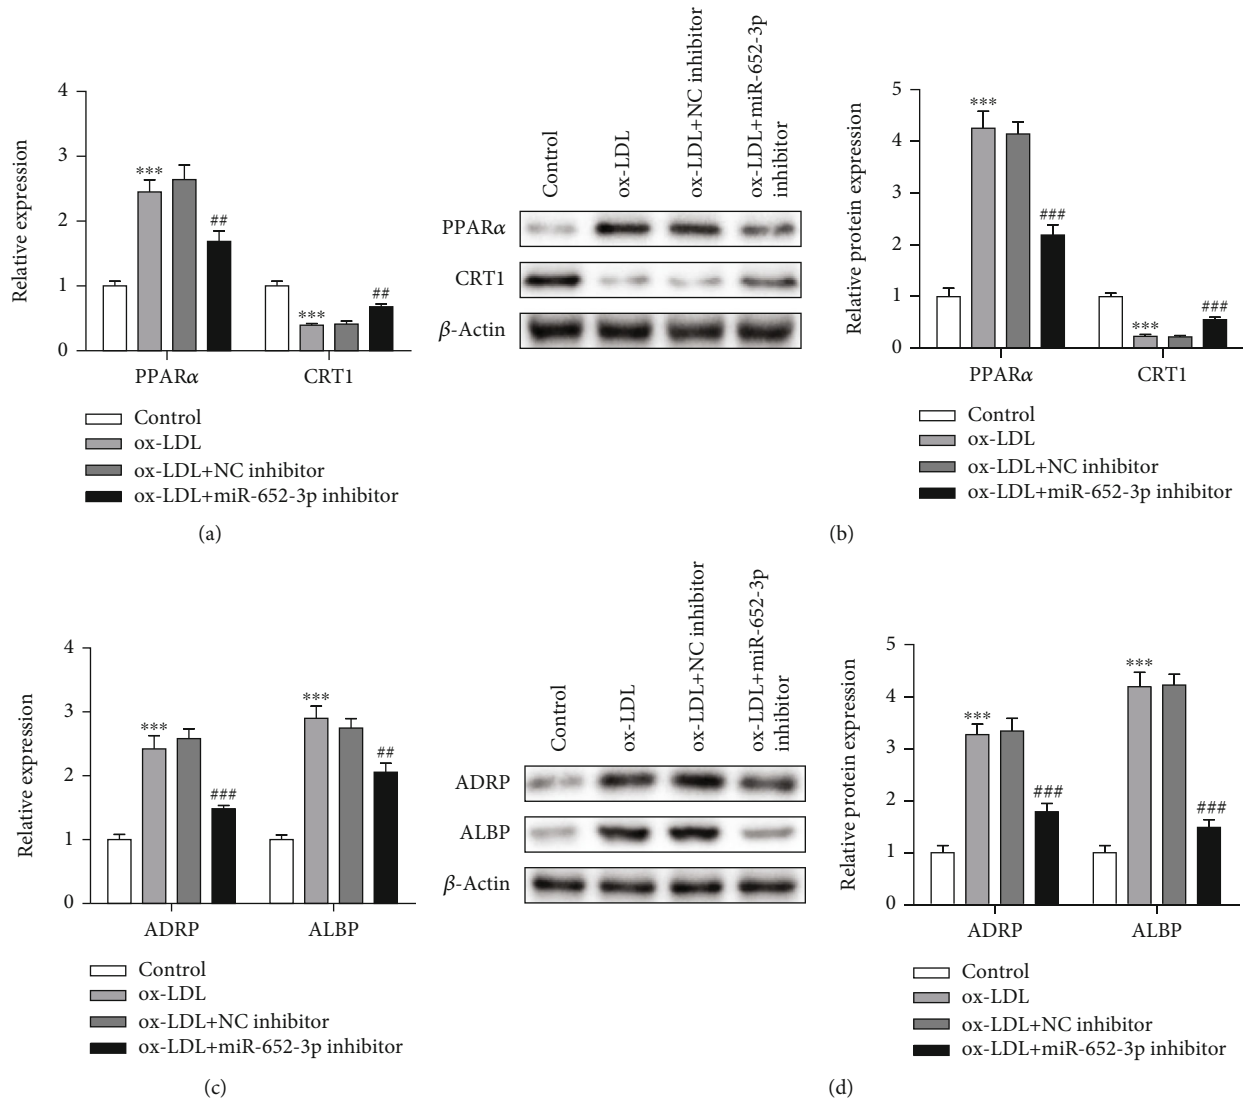 Relative expression
4
3
2
1
0
***
##
***
##
PPARα
CRT1
Control
ox-LDL
ox-LDL+NC inhibitor
ox-LDL+miR-652-3p inhibitor
(a)
Control
ox-LDL
ox-LDL+NC inhibitor
ox-LDL+miR-652-3p
inhibitor
PPARα
CRT1
β-Actin
Relative protein expression
5
4
3
2
1
0
***
###
***
###
PPARα
CRT1
Control
ox-LDL
ox-LDL+NC inhibitor
ox-LDL+miR-652-3p inhibitor
(b)
Relative expression
4
3
2
1
0
***
###
***
##
ADRP
ALBP
Control
ox-LDL
ox-LDL+NC inhibitor
ox-LDL+miR-652-3p inhibitor
(c)
Control
ox-LDL
ox-LDL+NC inhibitor
ox-LDL+miR-652-3p
inhibitor
ADRP
ALBP
β-Actin
Relative protein expression
5
4
3
2
1
0
***
###
***
###
ADRP
ALBP
Control
ox-LDL
ox-LDL+NC inhibitor
ox-LDL+miR-652-3p inhibitor
(d)